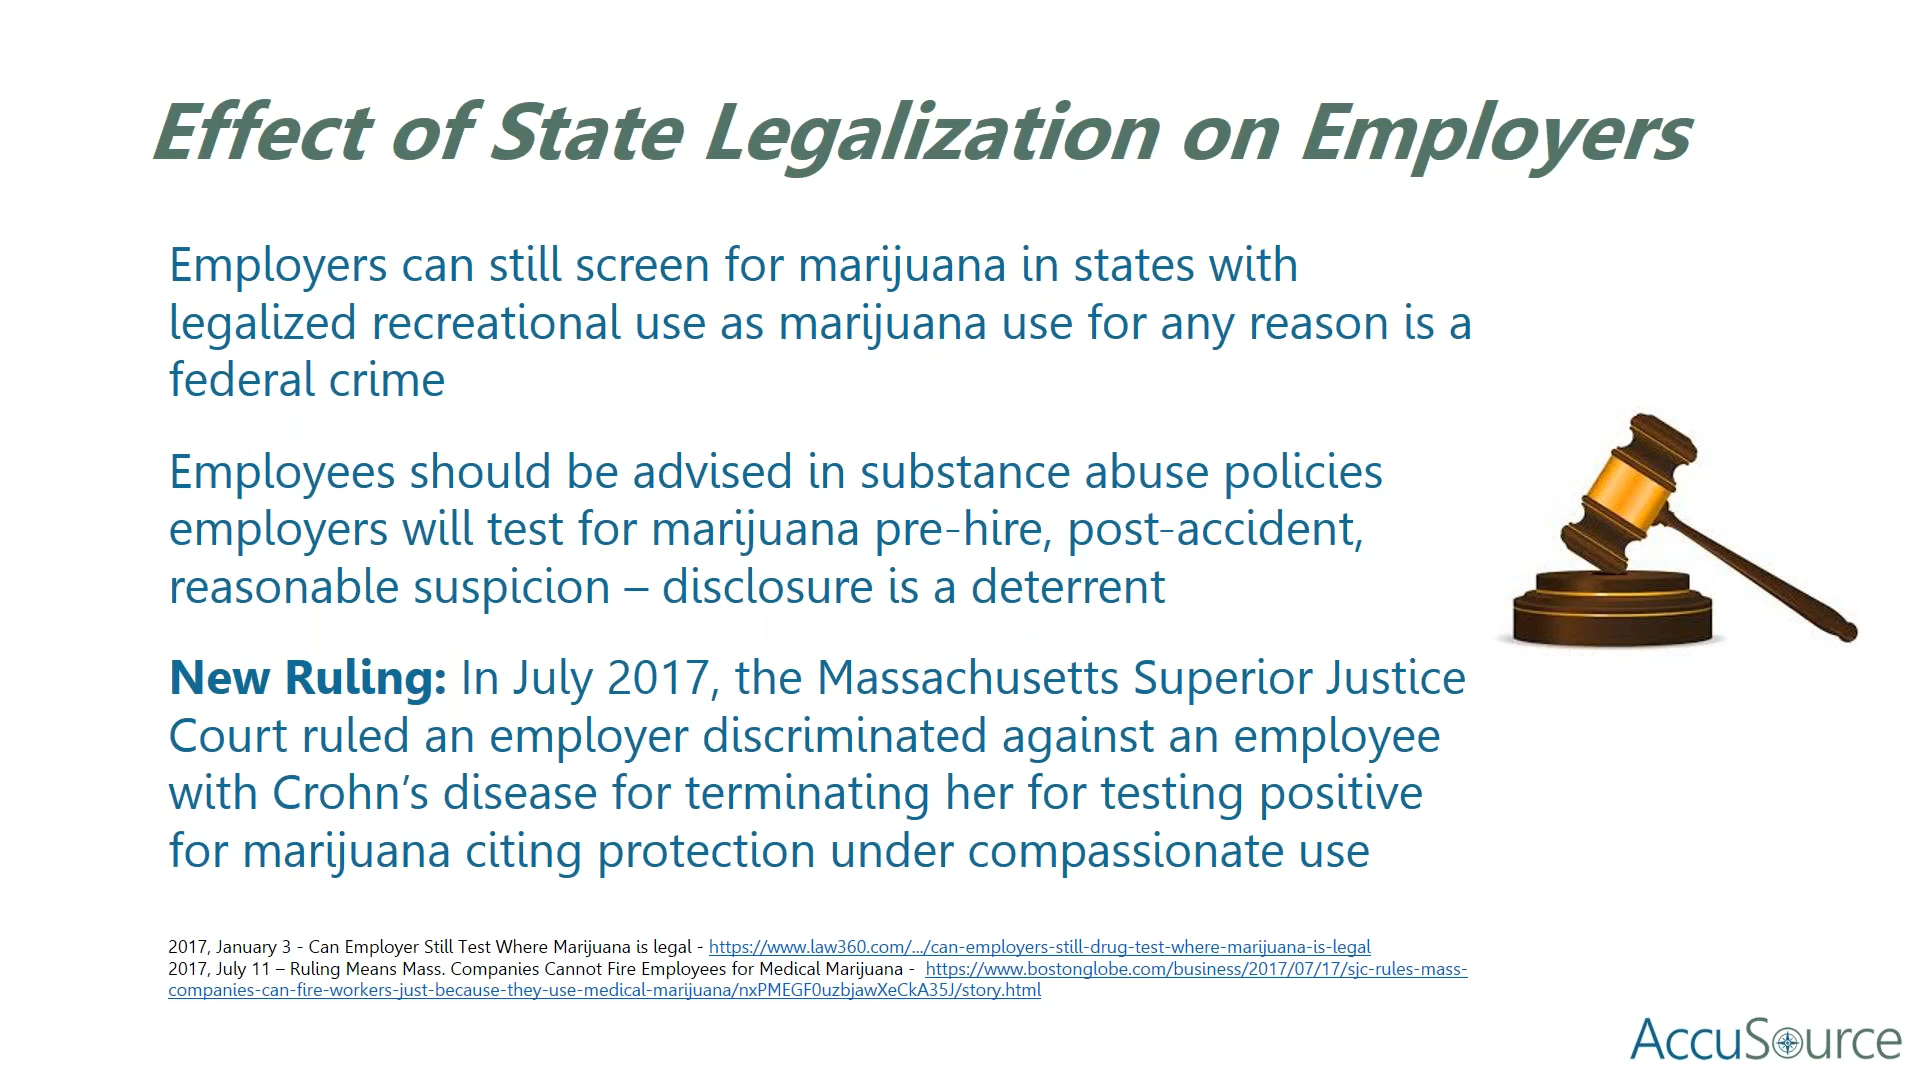 Effect of State Legalization on Employers
Employers can still screen for marijuana in states with
legalized recreational use as marijuana use for any reason is a
federal crime
Employees should be advised in substance abuse policies
employers will test for marijuana pre-hire, post-accident,
reasonable suspicion – disclosure is a deterrent
New Ruling: In July 2017, the Massachusetts Superior Justice
Court ruled an employer discriminated against an employee
with Crohn’s disease for terminating her for testing positive
for marijuana citing protection under compassionate use
2017, January 3 - Can Employer Still Test Where Marijuana is legal - https://www.law360.com/.../can-employers-still-drug-test-where-marijuana-is-legal
2017, July 11 – Ruling Means Mass. Companies Cannot Fire Employees for Medical Marijuana - https://www.bostonglobe.com/business/2017/07/17/sjc-rules-mass-
companies-can-fire-workers-just-because-they-use-medical-marijuana/nxPMEGF0uzbjawXeCkA35J/story.html
AccuSource